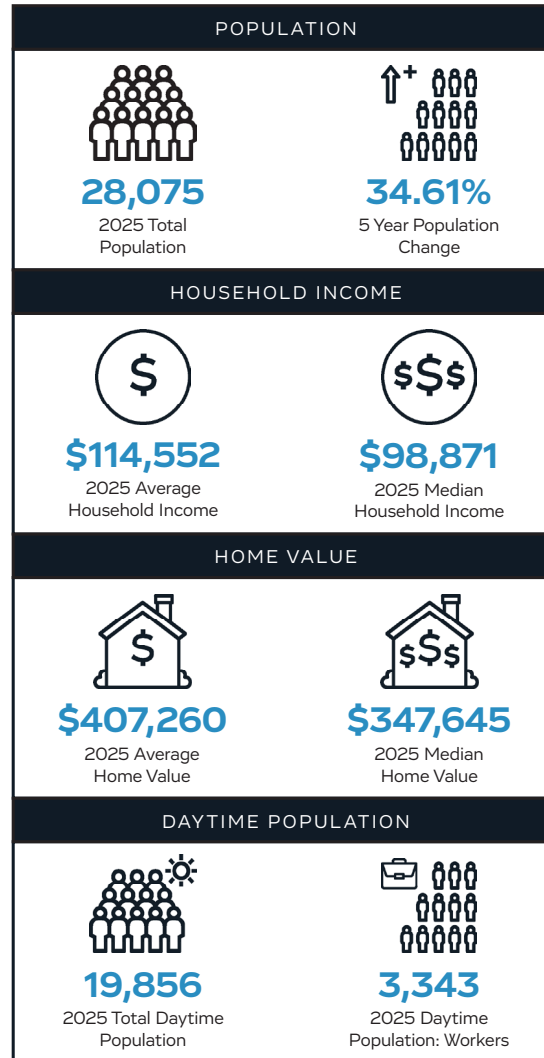 POPULATION
28,075
2025 Total
Population
34.61%
5 Year Population
Change
HOUSEHOLD INCOME
$
$114,552
2025 Average
Household Income
$$$
$98,871
2025 Median
Household Income
HOME VALUE
$
$407,260
2025 Average
Home Value
$$$
$347,645
2025 Median
Home Value
DAYTIME POPULATION
19,856
2025 Total Daytime
Population
3,343
2025 Daytime
Population: Workers